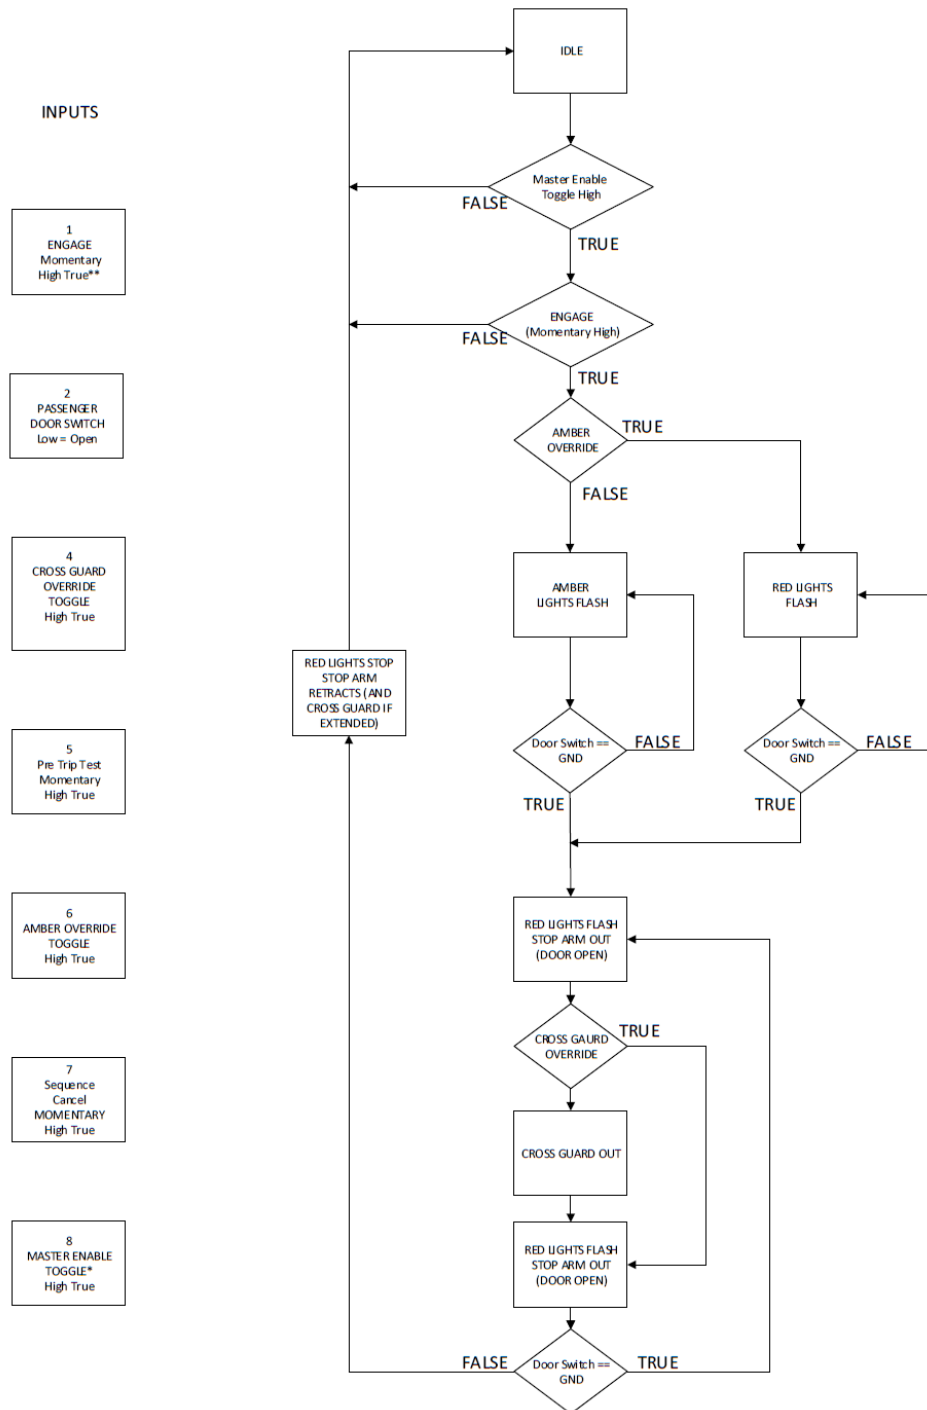 IDLE
INPUTS
Master Enable
Toggle High
FALSE
TRUE
1
ENGAGE
Momentary
High True**
ENGAGE
(Momentary High)
FALSE
TRUE
2
PASSENGER
DOOR SWITCH
Low = Open
AMBER
OVERRIDE
TRUE
FALSE
4
CROSS GUARD
OVERRIDE
TOGGLE
High True
AMBER
LIGHTS FLASH
RED LIGHTS
FLASH
RED LIGHTS STOP
STOP ARM
RETRACTS (AND
CROSS GUARD IF
EXTENDED)
5
Pre Trip Test
Momentary
High True
Door Switch ==
GND
FALSE
TRUE
Door Switch ==
GND
FALSE
TRUE
6
AMBER OVERRIDE
TOGGLE
High True
RED LIGHTS FLASH
STOP ARM OUT
(DOOR OPEN)
CROSS GAURD
OVERRIDE
TRUE
7
Sequence
Cancel
MOMENTARY
High True
CROSS GUARD OUT
8
MASTER ENABLE
TOGGLE*
High True
RED LIGHTS FLASH
STOP ARM OUT
(DOOR OPEN)
FALSE
Door Switch ==
GND
TRUE